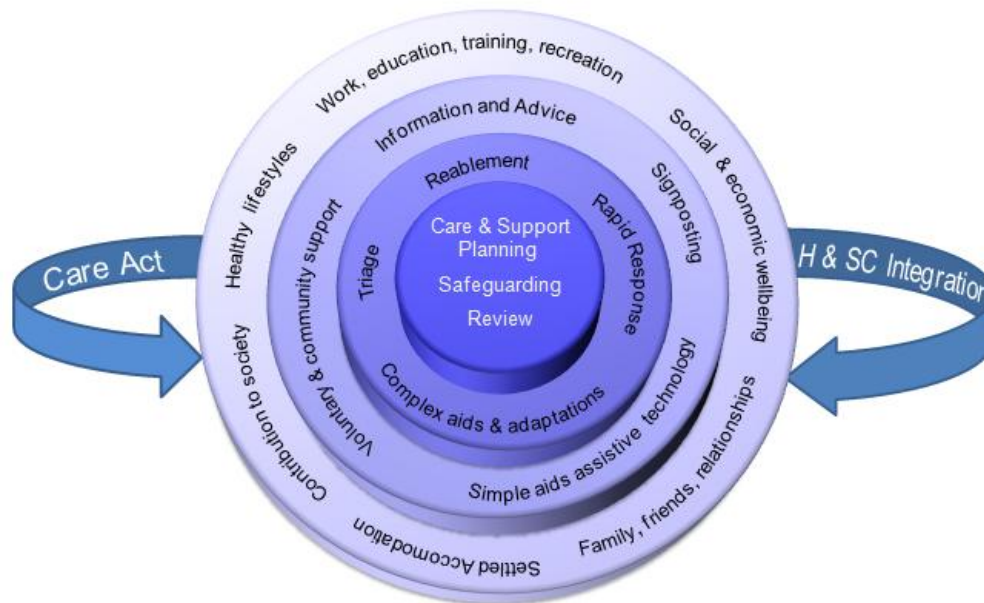 Work, education, training, recreation
Social & economic wellbeing
Family, friends, relationships
Settled Accomodation
Contribution to society
Healthy lifestyles
Information and Advice
Signposting
Simple aids assistive technology
Voluntary & community support
Reablement
Rapid Response
Complex aids & adaptations
Triage
Care & Support
Planning
Safeguarding
Review
Care Act
H & SC Integration